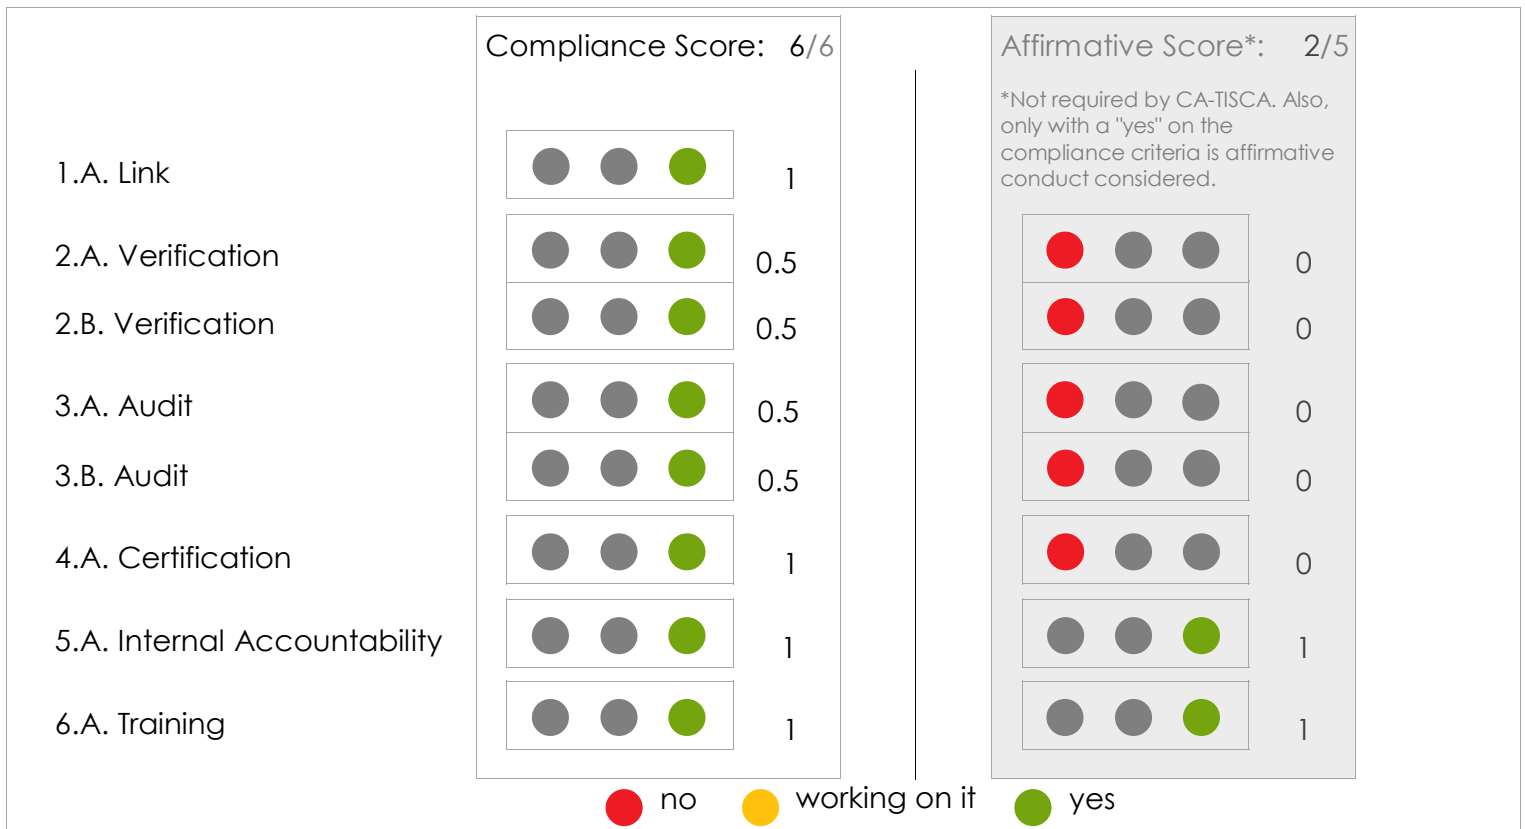 Compliance Score: 6/6
Affirmative Score*: 2/5
*Not required by CA-TISCA. Also,
only with a "yes" on the
compliance criteria is affirmative
conduct considered.
1.A. Link 1
2.A. Verification 0.5 0
2.B. Verification 0.5 0
3.A. Audit 0.5 0
3.B. Audit 0.5 0
4.A. Certification 1 0
5.A. Internal Accountability 1 1
6.A. Training 1 1
no working on it yes